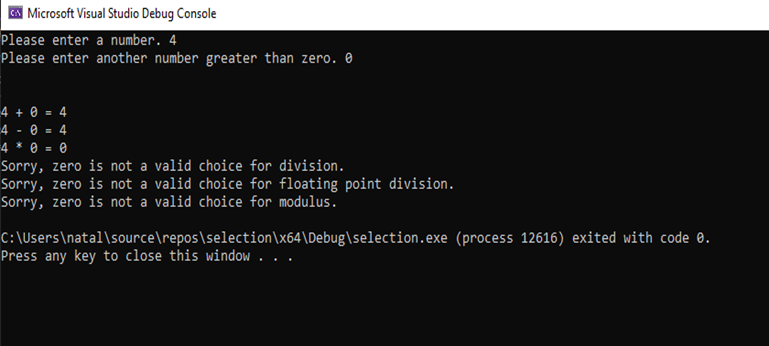 Microsoft Visual Studio Debug Console
Please enter a number. 4
Please enter another number greater than zero. 0
4 + 0 = 4
4 - 0 = 4
4 * 0 = 0
Sorry, zero is not a valid choice for division.
Sorry, zero is not a valid choice for floating point division.
Sorry, zero is not a valid choice for modulus.
C:\Users\natal\source\repos\selection\x64\Debug\selection.exe (process 12616) exited with code 0.
Press any key to close this window . . .